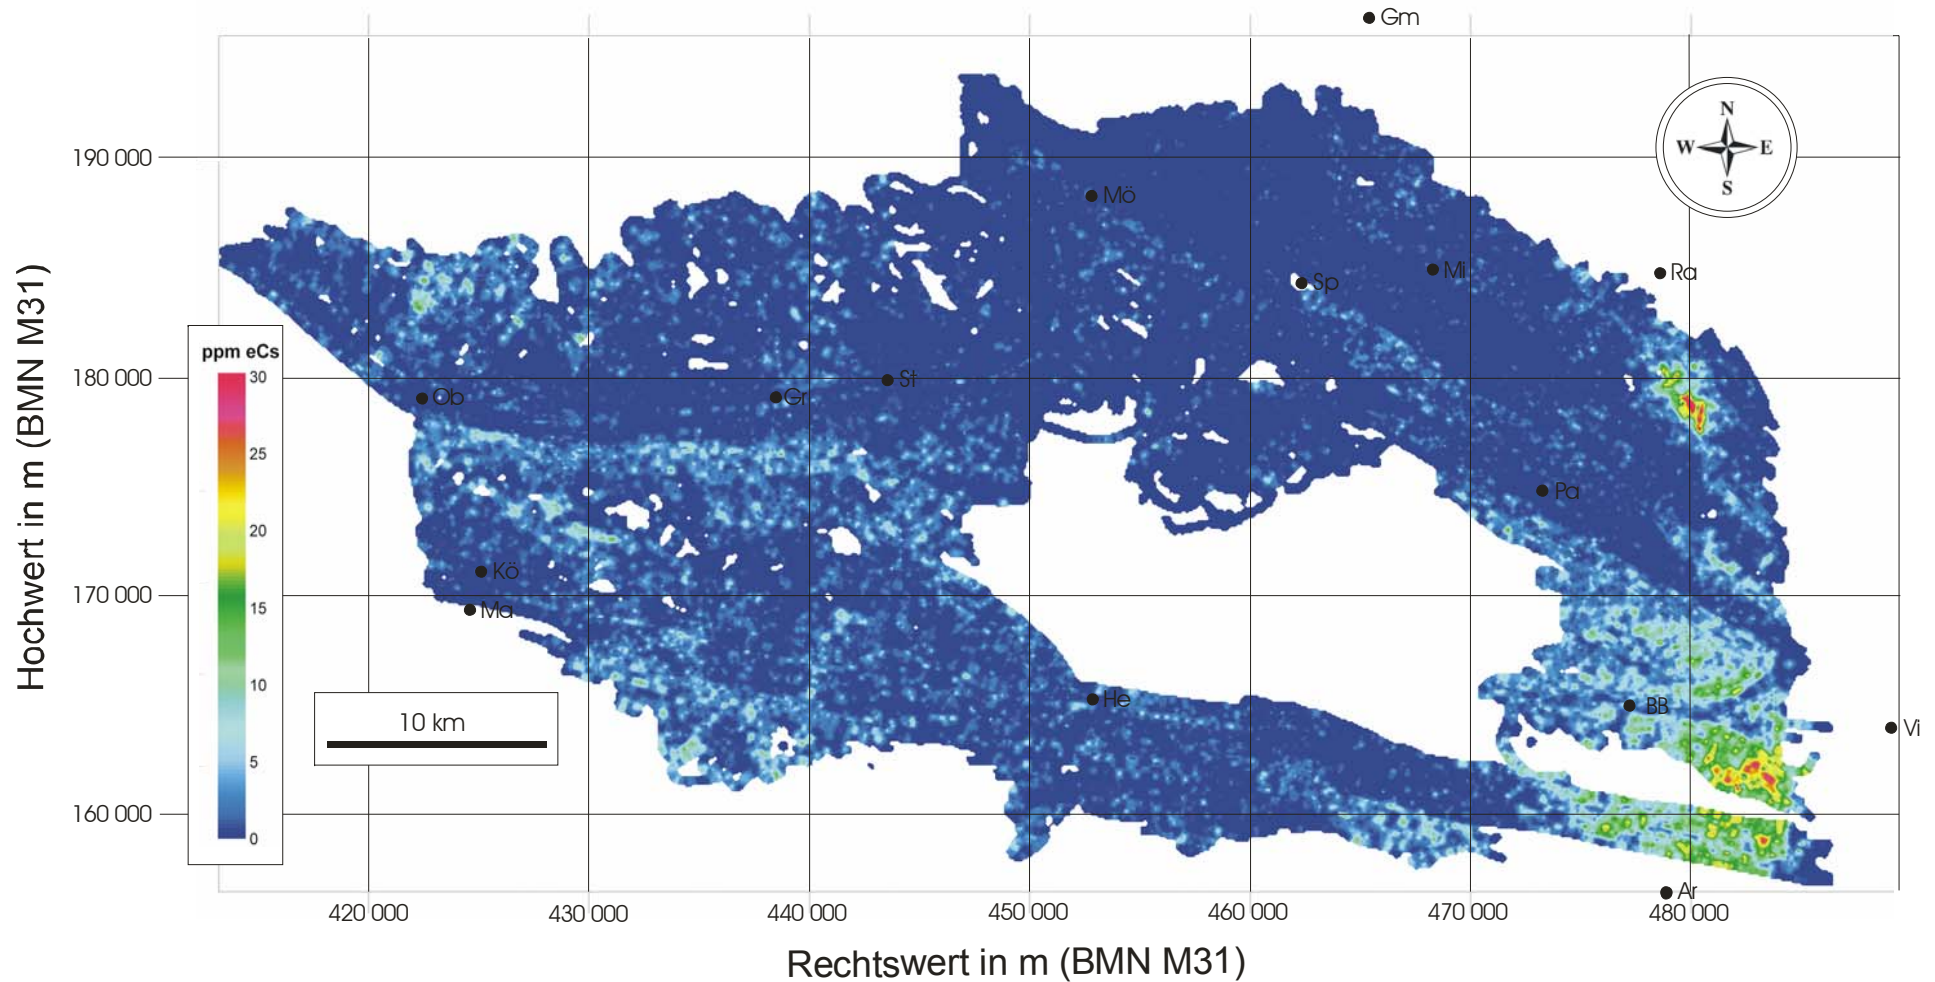 Gm
N
W E
S
190 000
Mö
Ra
Mi
Sp
Hochwert in m (BMN M31)
ppm eCs
30
25
20
15
10
5
0
180 000
St
Ob
Gr
Pa
Kö
170 000
Ma
He
BB
Vi
10 km
160 000
Ar
420 000 430 000 440 000 450 000 460 000 470 000 480 000
Rechtswert in m (BMN M31)